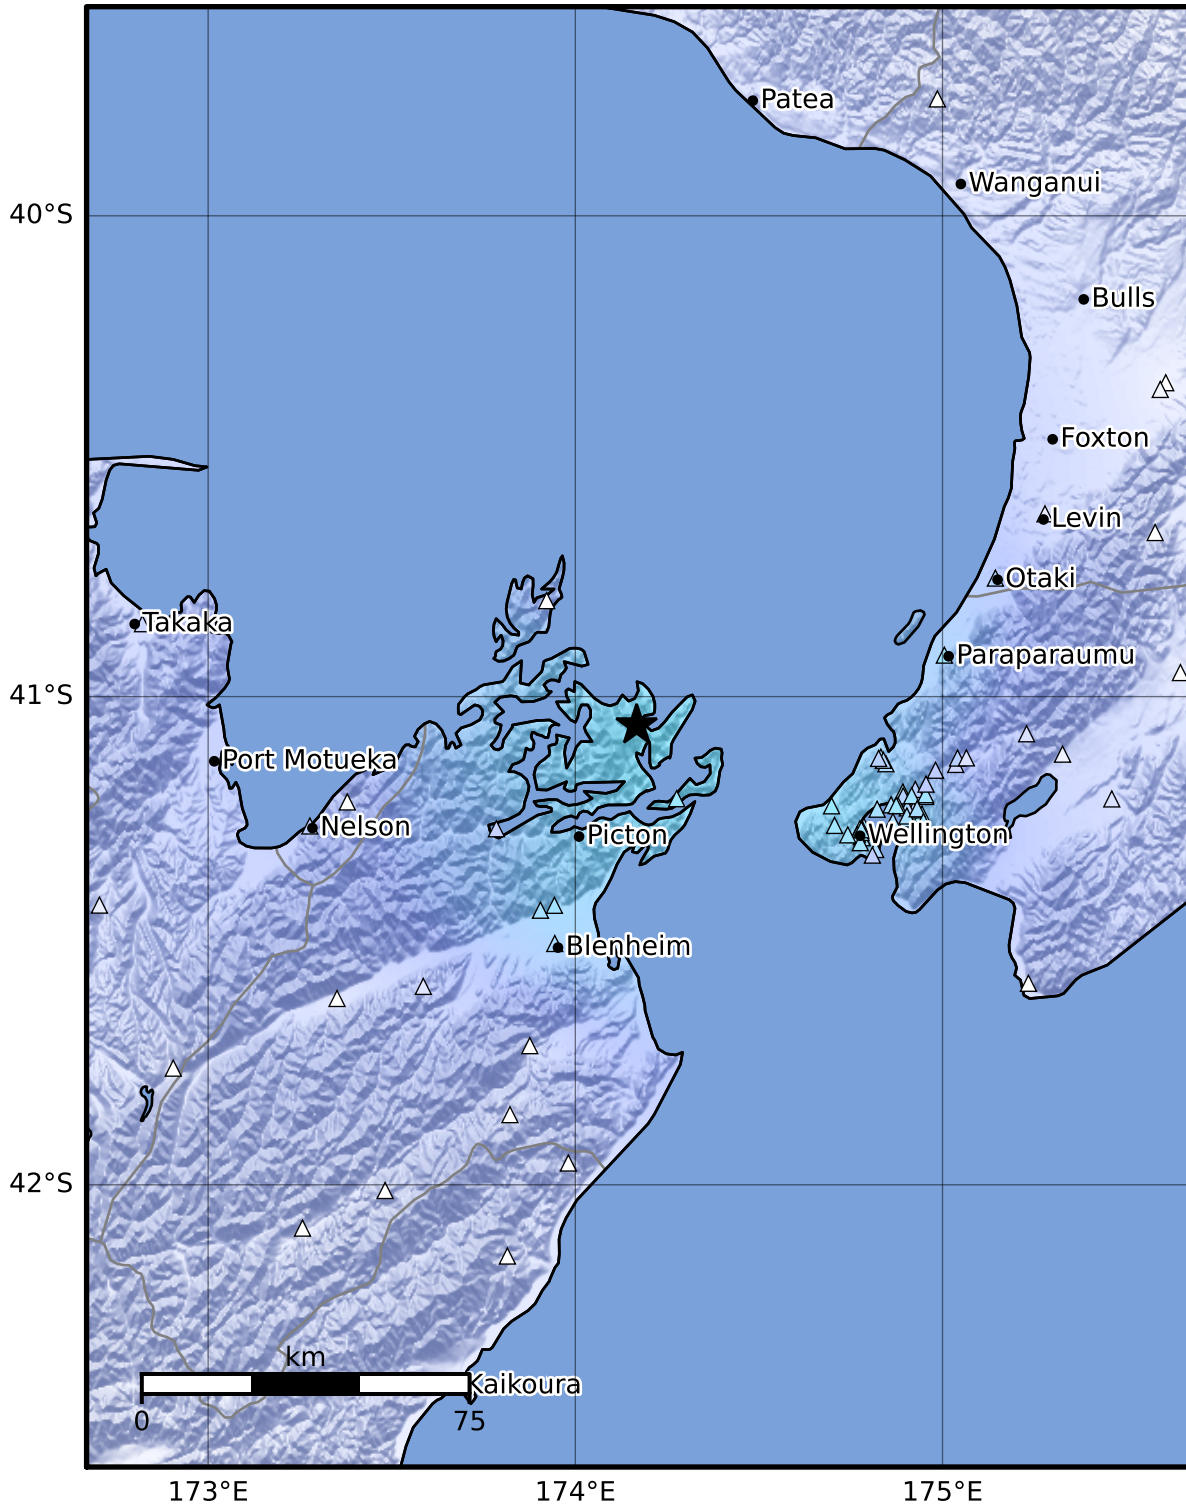 Patea
Wanganui
40°S
Bulls
Foxton
Levin
Otaki
Takaka
Paraparaumu
41°S
Port Motueka
Nelson
Picton
Wellington
Blenheim
42°S
km
Kaikoura
0 75
173°E 174°E 175°E